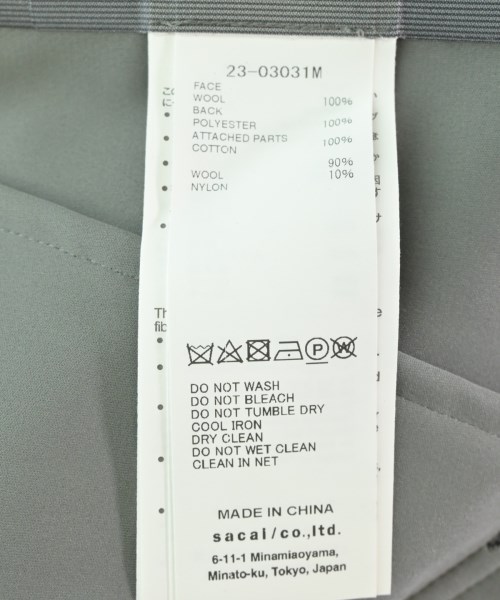 23-03031M
FACE
WOOL 100%
BACK
POLYESTER 100%
ATTACHED PARTS
COTTON 100%
WOOL 90%
NYLON 10%
DO NOT WASH
DO NOT BLEACH
DO NOT TUMBLE DRY
COOL IRON
DRY CLEAN
DO NOT WET CLEAN
CLEAN IN NET
MADE IN CHINA
sacai/co.,ltd.
6-11-1 Minamiaoyama,
Minato-ku, Tokyo, Japan